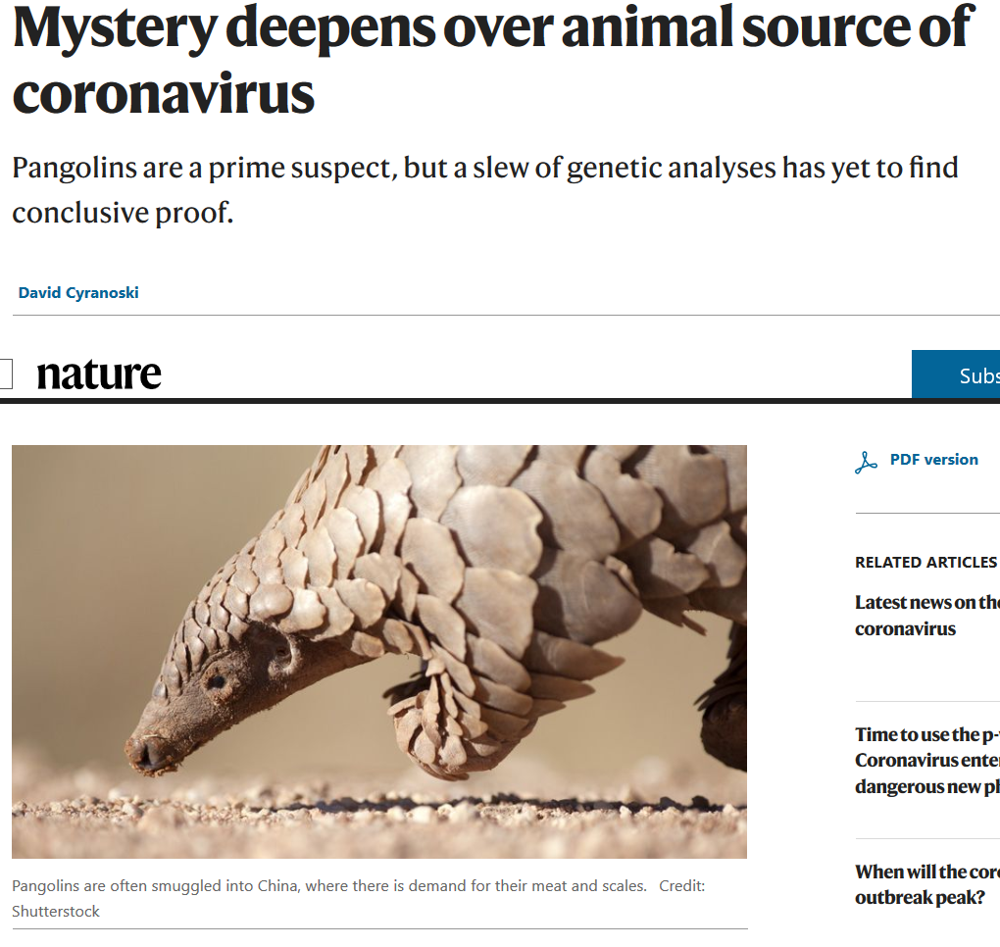 Mystery deepens over animal source of
coronavirus
Pangolins are a prime suspect, but a slew of genetic analyses has yet to find
conclusive proof.
David Cyranoski
nature
Subs
PDF version
RELATED ARTICLES
Latest news on the
coronavirus
Time to use the p-
Coronavirus ente
dangerous new p
When will the cor
outbreak peak?
Pangolins are often smuggled into China, where there is demand for their meat and scales. Credit:
Shutterstock